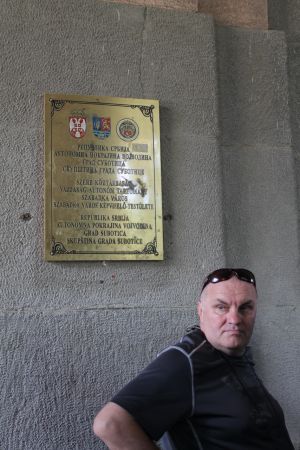 РЕПУБЛИКА СРБИЈА
АУТОНОМНА ПОКРАЈИНА ВОЈВОДИНА
ГРАД СУБОТИЦА
СКУПШТИНА ГРАДА СУБОТИЦЕ
SZERB KÖZTÁRSASÁG
VAJDASÁG AUTONÓM TARTOMÁNY
SZABADKA VÁROS
SZABADKA VÁROS KÉPVISELŐ-TESTÜLETE
REPUBLIKA SRBIJA
AUTONOMNA POKRAJINA VOJVODINA
GRAD SUBOTICA
SKUPŠTINA GRADA SUBOTICE